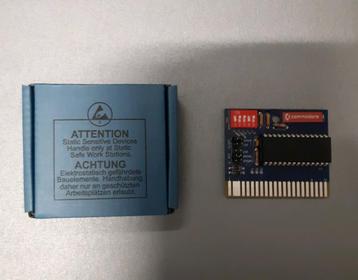 ATTENTION
Static Sensitive Devices
Handle only at Static
Safe Work Stations.
ACHTUNG
Elektrostatisch gefährdete
Bauelemente. Handhabung
daher nur an geschützten
Arbeitsplätzen erlaubt.
commodore